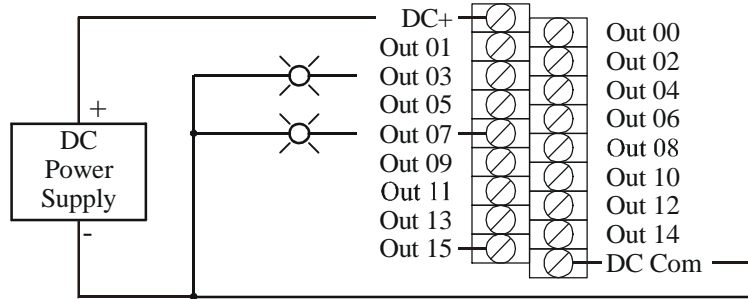 DC+
Out 01
Out 03
Out 05
Out 07
Out 09
Out 11
Out 13
Out 15
Out 00
Out 02
Out 04
Out 06
Out 08
Out 10
Out 12
Out 14
DC Com
+
DC
Power
Supply
-